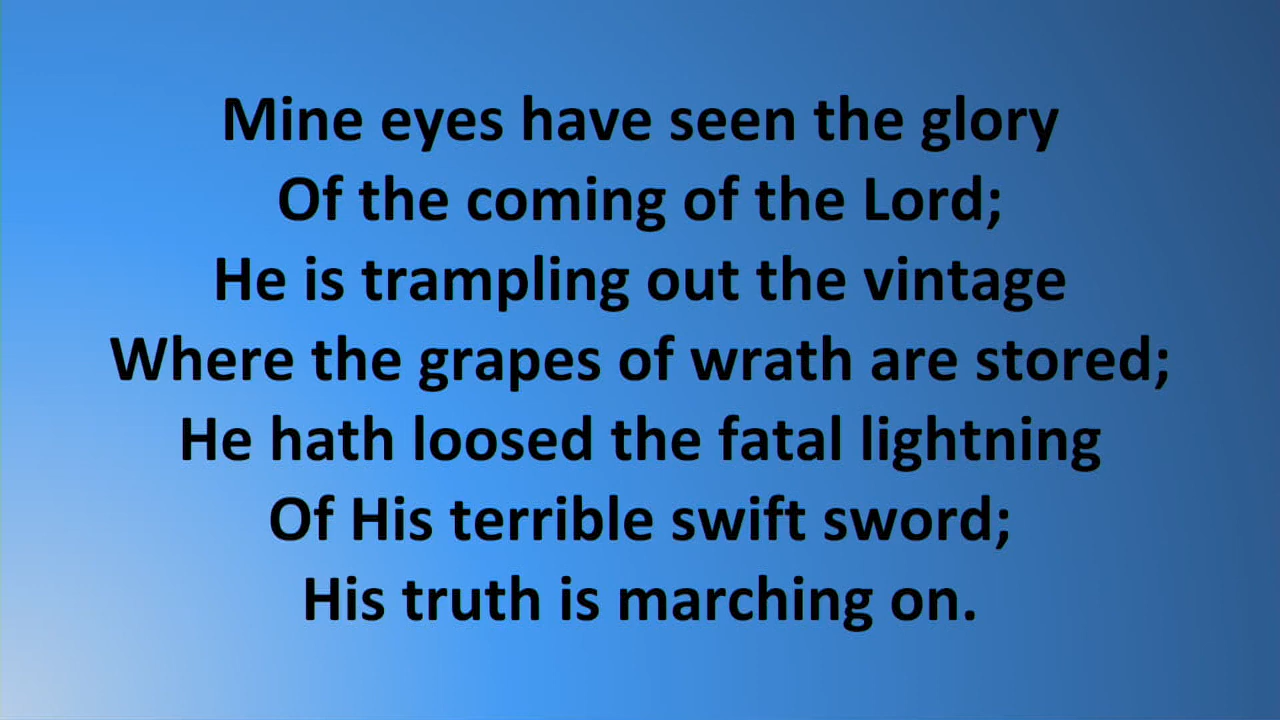 Mine eyes have seen the glory
Of the coming of the Lord;
He is trampling out the vintage
Where the grapes of wrath are stored;
He hath loosed the fatal lightning
Of His terrible swift sword;
His truth is marching on.